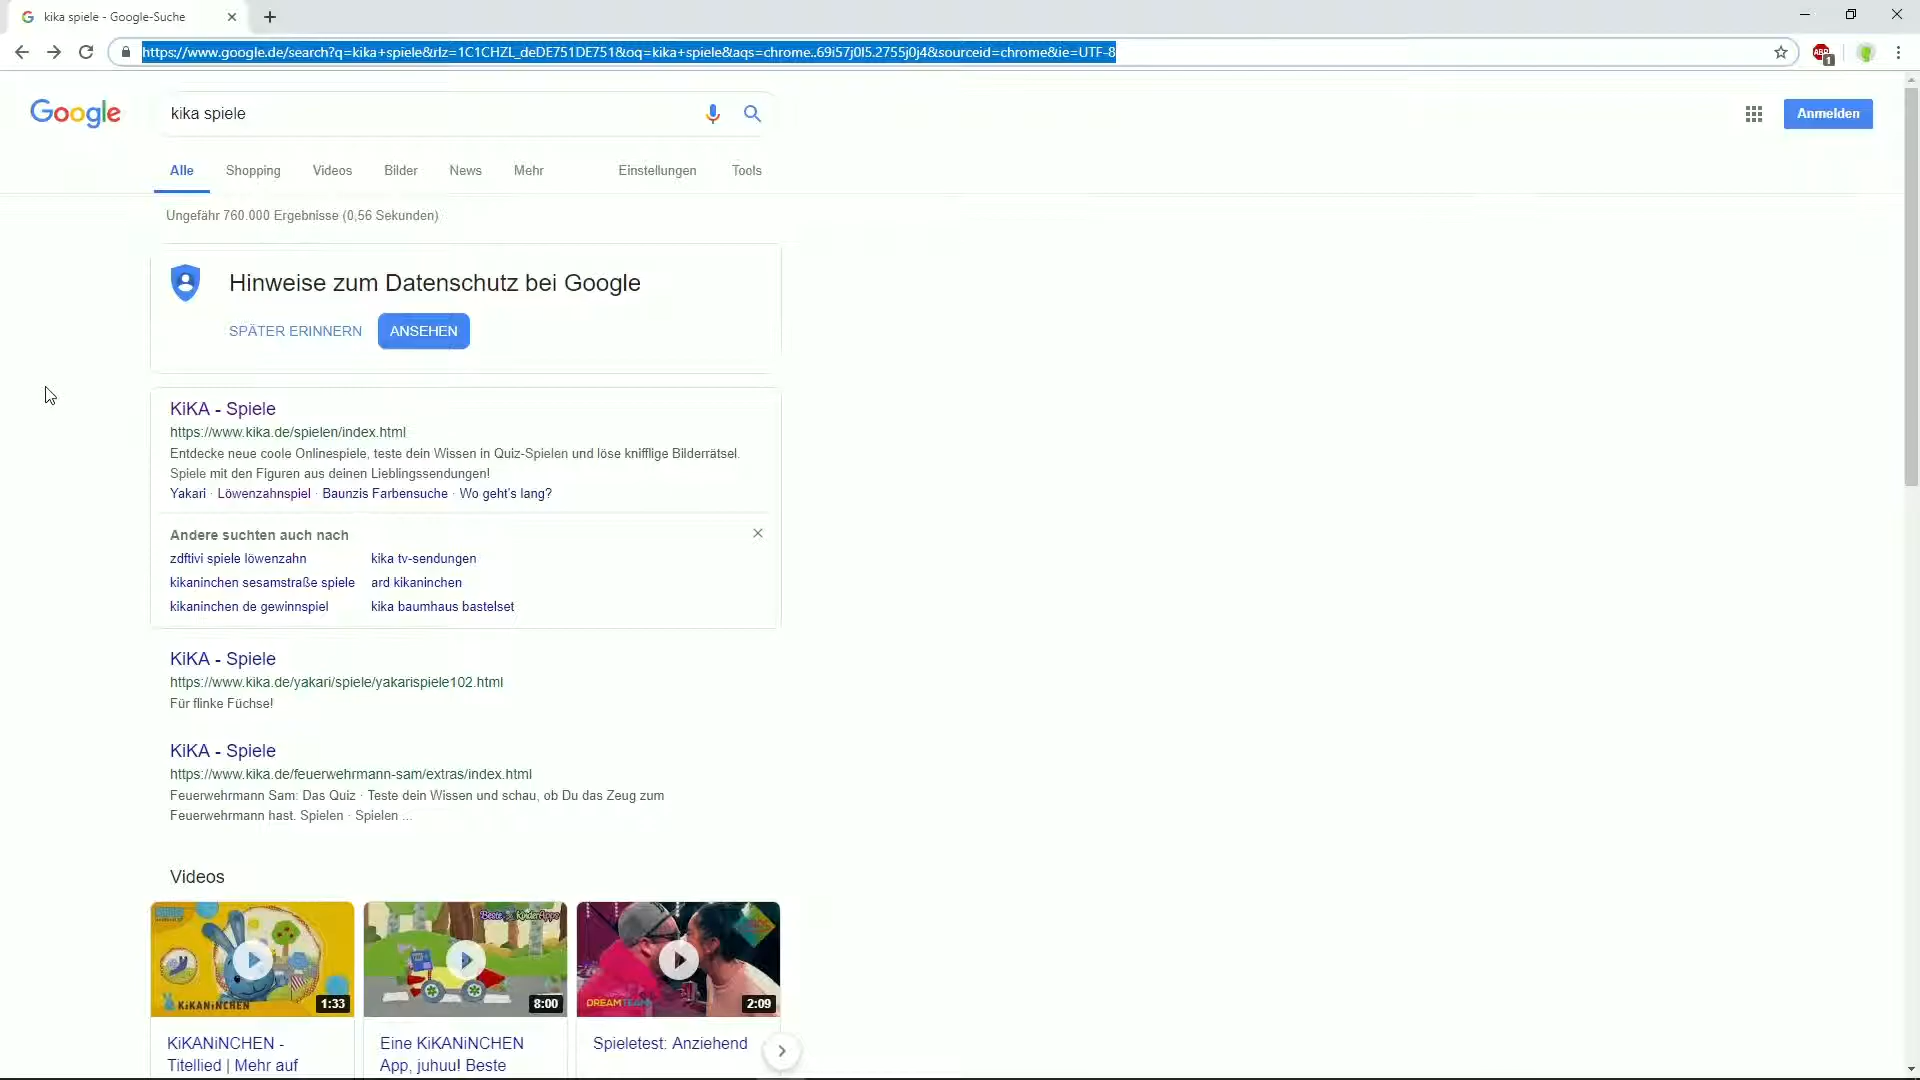 kika spiele - Google-Suche
https://www.google.de/search?q=kika+spiele&rlz=1C1CHZL_deDE751DE751&oq=kika+spiele&aqs=chrome..69i57j0l5.2755j0j4&sourceid=chrome&ie=UTF-8
ABP
1
Google
kika spiele
Anmelden
Alle Shopping Videos Bilder News Mehr Einstellungen Tools
Ungefähr 760.000 Ergebnisse (0,56 Sekunden)
Hinweise zum Datenschutz bei Google
SPÄTER ERINNERN ANSEHEN
KiKA - Spiele
https://www.kika.de/spielen/index.html
Entdecke neue coole Onlinespiele, teste dein Wissen in Quiz-Spielen und löse knifflige Bilderrätsel.
Spiele mit den Figuren aus deinen Lieblingssendungen!
Yakari · Löwenzahnspiel · Baunzis Farbensuche · Wo geht's lang?
Andere suchten auch nach
zdftivi spiele löwenzahn kika tv-sendungen
kikaninchen sesamstraße spiele ard kikaninchen
kikaninchen de gewinnspiel kika baumhaus bastelset
KiKA - Spiele
https://www.kika.de/yakari/spiele/yakarispiele102.html
Für flinke Füchse!
KiKA - Spiele
https://www.kika.de/feuerwehrmann-sam/extras/index.html
Feuerwehrmann Sam: Das Quiz · Teste dein Wissen und schau, ob Du das Zeug zum
Feuerwehrmann hast. Spielen · Spielen ...
Videos
KiKANiNCHEN
1:33
Beste KinderApps
8:00
DREAMTEAM
2:09
KiKANiNCHEN -
Titellied | Mehr auf
Eine KiKANiNCHEN
App, juhuu! Beste
Spieletest: Anziehend